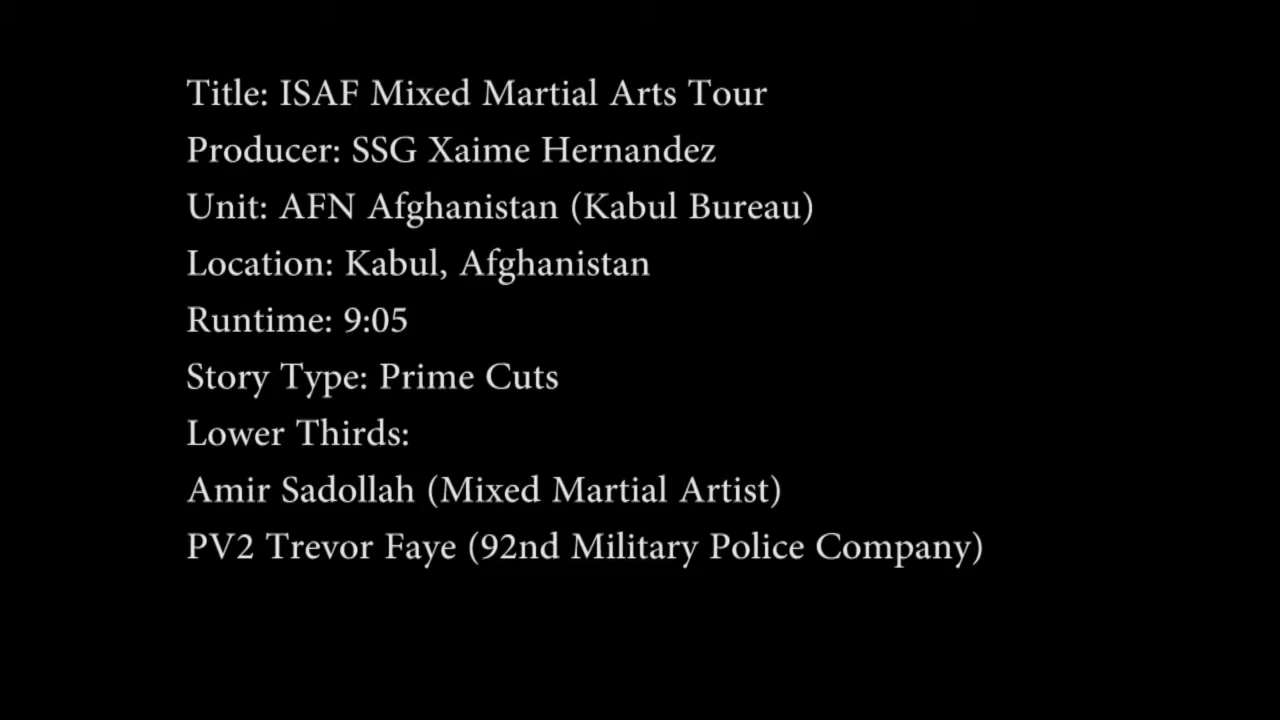 Title: ISAF Mixed Martial Arts Tour
Producer: SSG Xaime Hernandez
Unit: AFN Afghanistan (Kabul Bureau)
Location: Kabul, Afghanistan
Runtime: 9:05
Story Type: Prime Cuts
Lower Thirds:
Amir Sadollah (Mixed Martial Artist)
PV2 Trevor Faye (92nd Military Police Company)